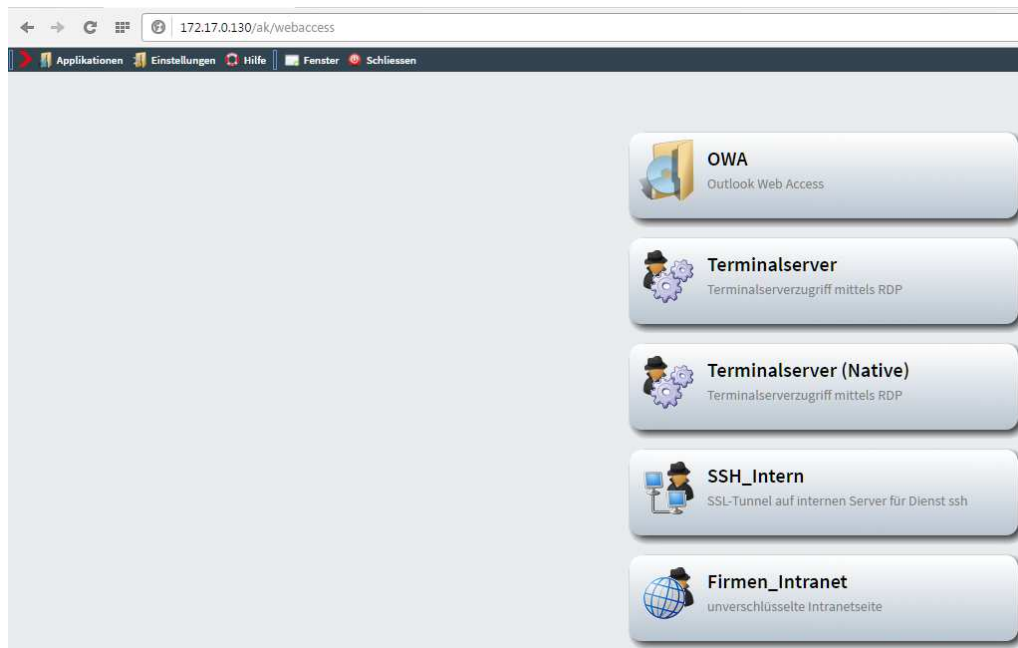 172.17.0.130/ak/webaccess
Applikationen Einstellungen Hilfe Fenster Schliessen
OWA
Outlook Web Access
Terminalserver
Terminalserverzugriff mittels RDP
Terminalserver (Native)
Terminalserverzugriff mittels RDP
SSH_Intern
SSL-Tunnel auf internen Server für Dienst ssh
Firmen_Intranet
unverschlüsselte Intranetseite